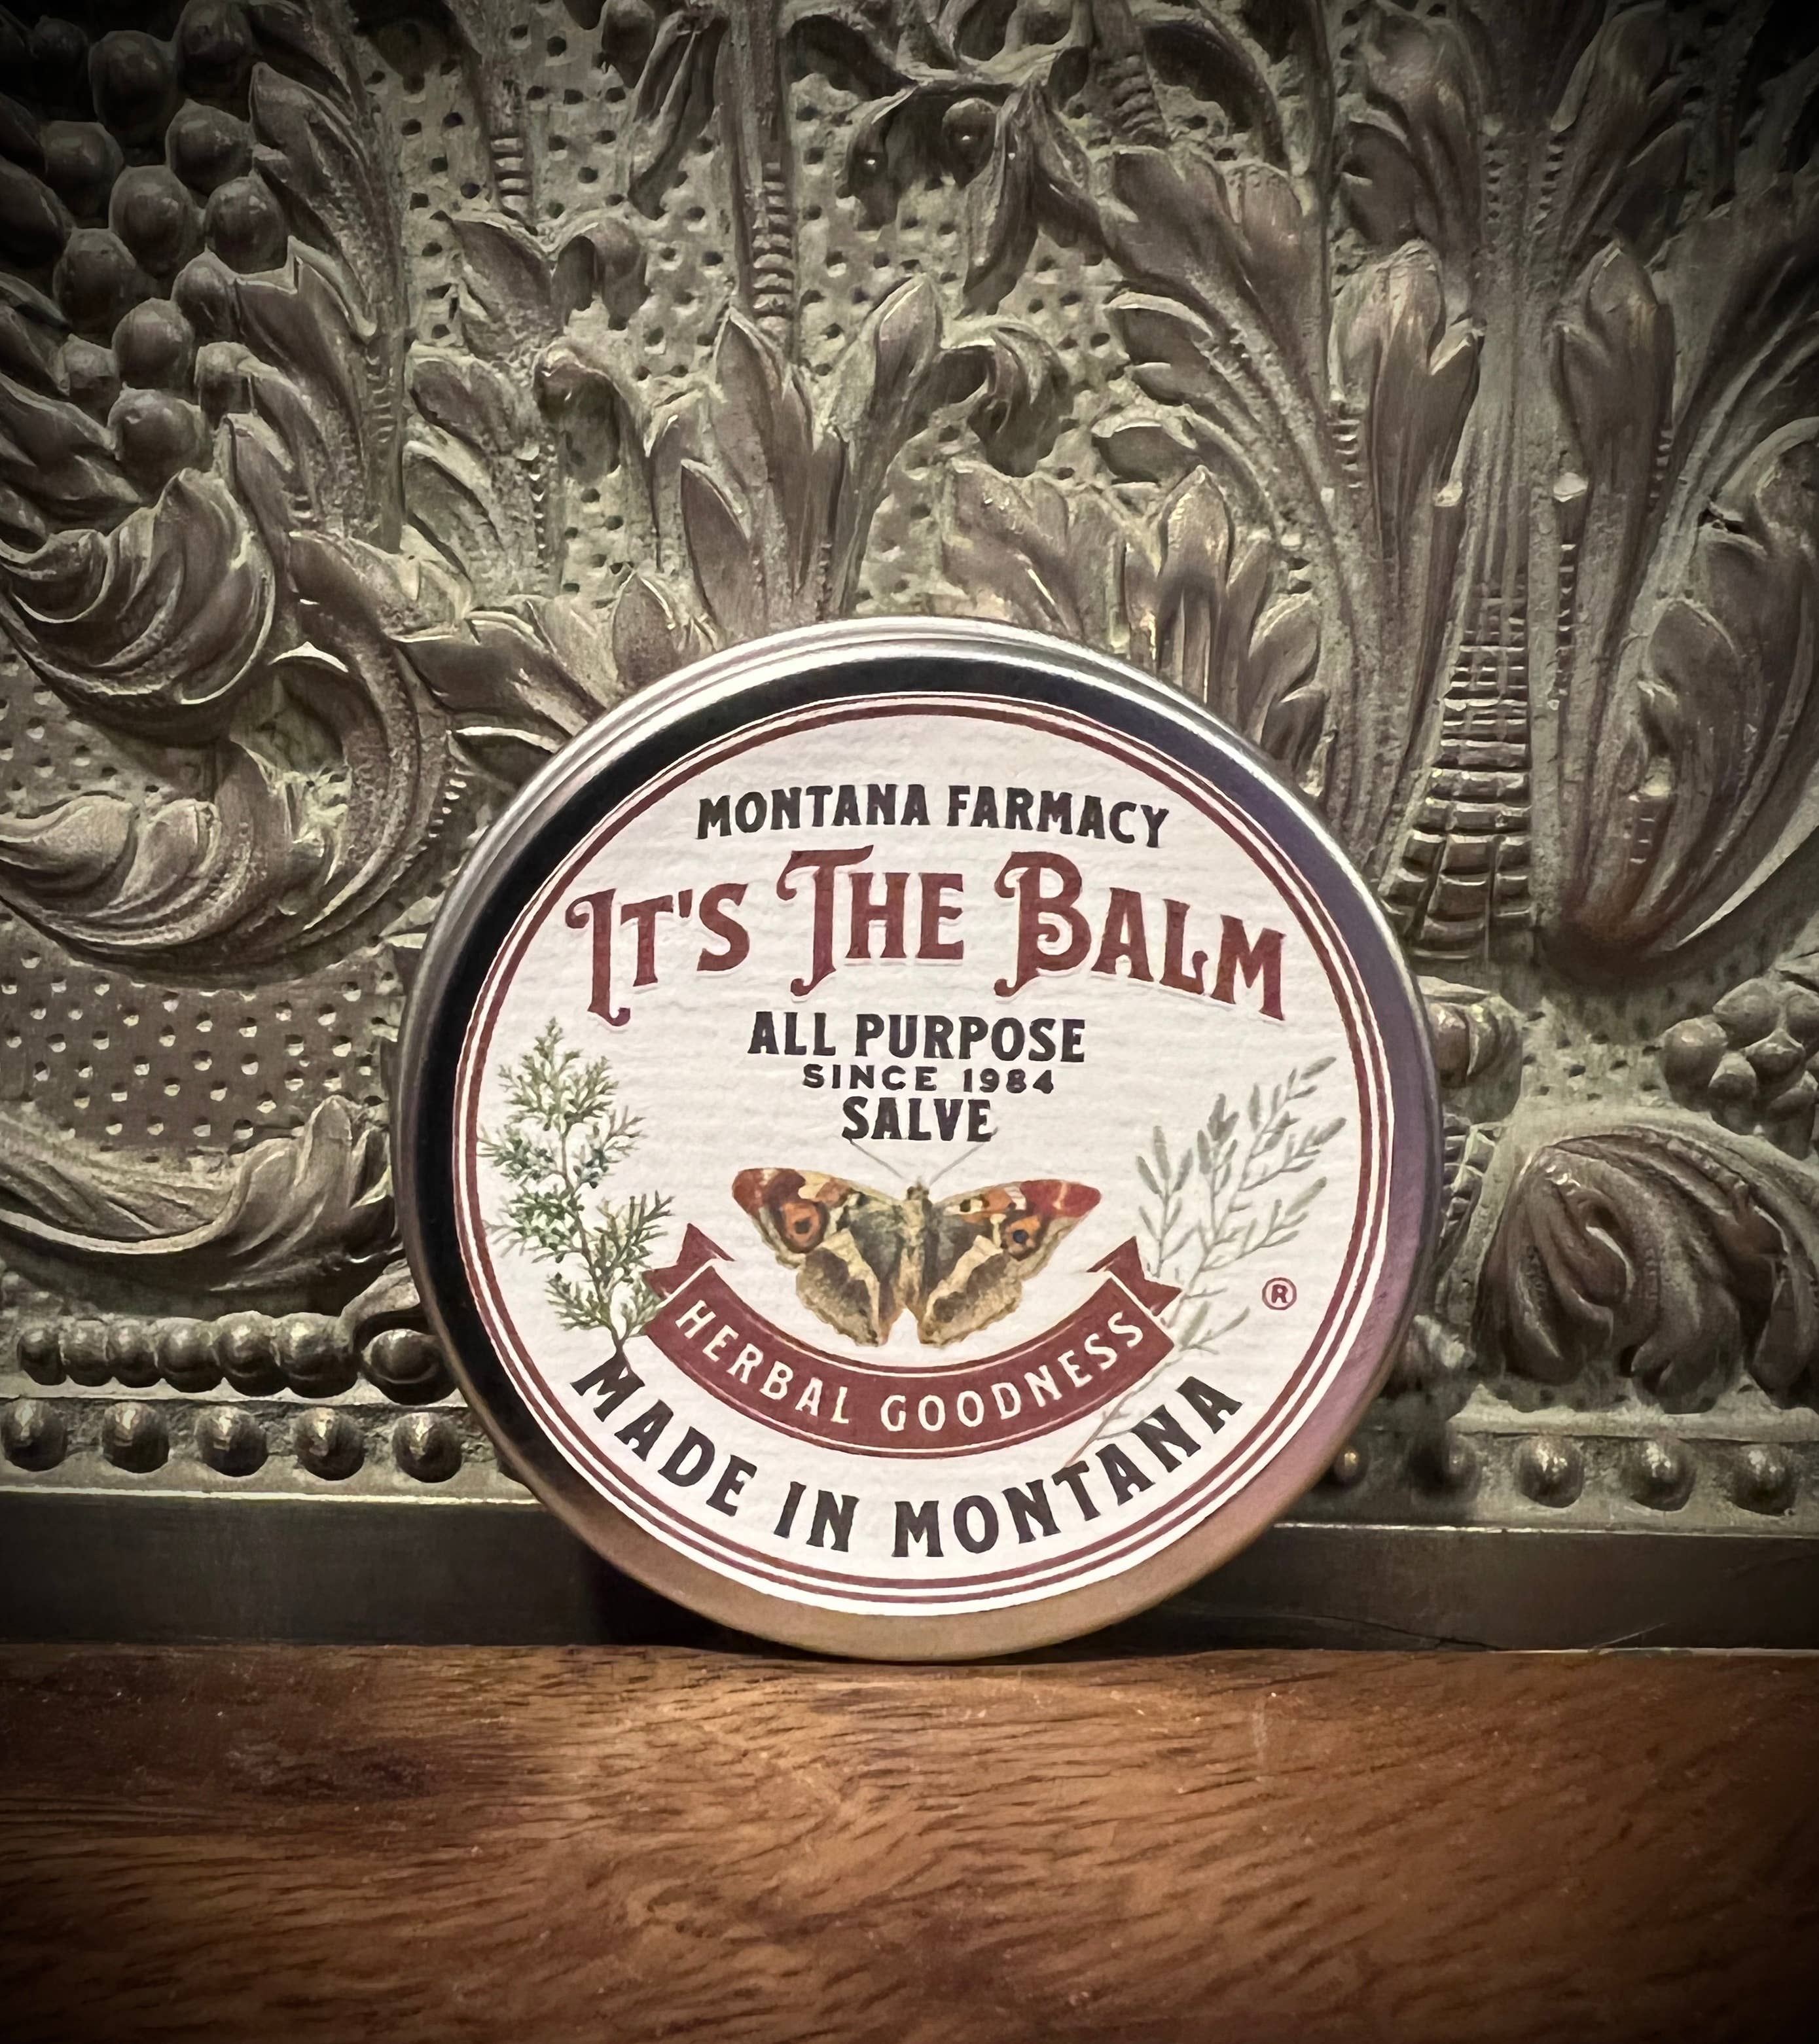 MONTANA FARMACY
IT'S THE BALM
ALL PURPOSE
SINCE 1984
SALVE
HERBAL GOODNESS
®
MADE IN MONTANA